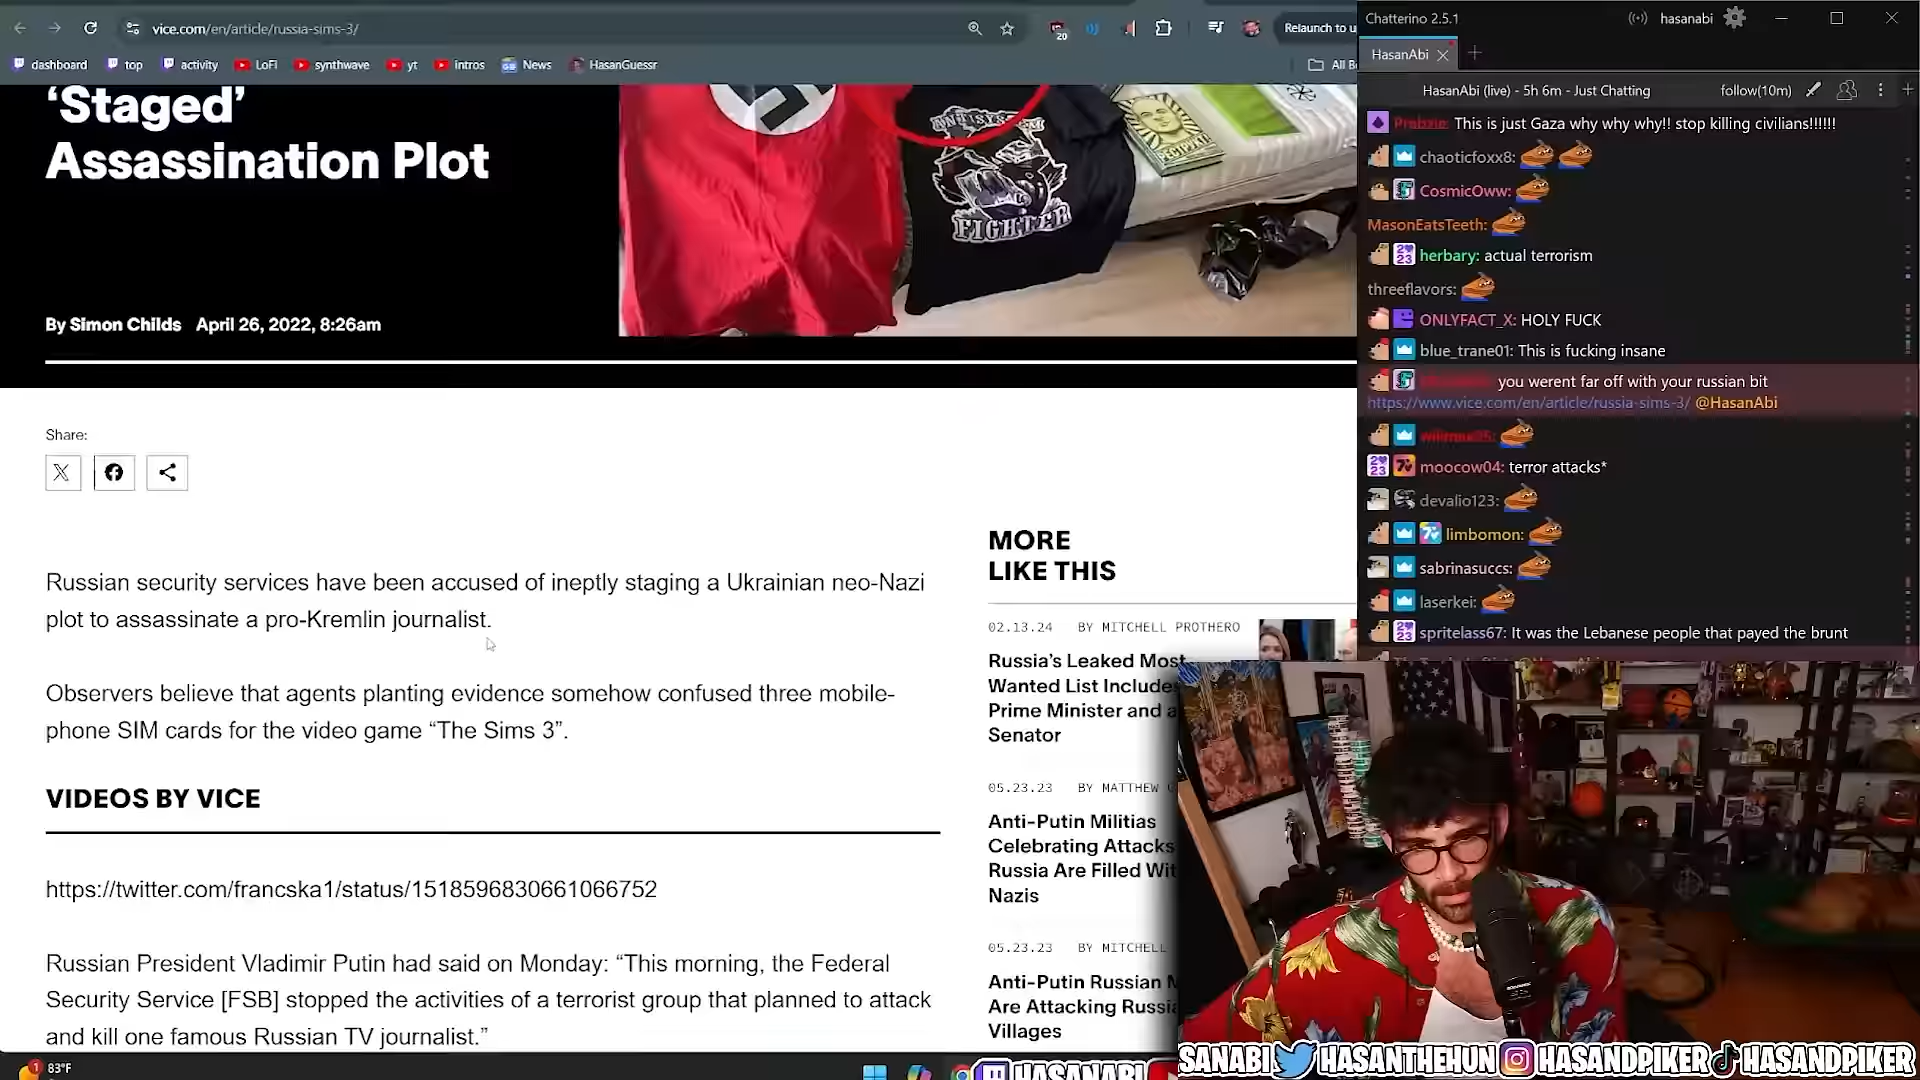 vice.com/en/article/russia-sims-3/
20
Relaunch to u
dashboard
top
activity
LoFi
synthwave
yt
intros
News
HasanGuessr
All B
‘Staged’
Assassination Plot
ANTISYSTEM
FIGHTER
By Simon Childs April 26, 2022, 8:26am
Share:
Russian security services have been accused of ineptly staging a Ukrainian neo-Nazi
plot to assassinate a pro-Kremlin journalist.
Observers believe that agents planting evidence somehow confused three mobile-
phone SIM cards for the video game “The Sims 3”.
VIDEOS BY VICE
https://twitter.com/francska1/status/1518596830661066752
Russian President Vladimir Putin had said on Monday: “This morning, the Federal
Security Service [FSB] stopped the activities of a terrorist group that planned to attack
and kill one famous Russian TV journalist.”
MORE
LIKE THIS
02.13.24 BY MITCHELL PROTHERO
Russia’s Leaked Most
Wanted List Includes
Prime Minister and a
Senator
05.23.23 BY MATTHEW
Anti-Putin Militias
Celebrating Attacks
Russia Are Filled Wit
Nazis
05.23.23 BY MITCHELL
Anti-Putin Russian
Are Attacking Russia
Villages
Chatterino 2.5.1
hasanabi
HasanAbi
HasanAbi (live) - 5h 6m - Just Chatting
follow(10m)
This is just Gaza why why why!! stop killing civilians!!!!!!
chaoticfoxx8:
CosmicOww:
MasonEatsTeeth:
herbary: actual terrorism
threeflavors:
ONLYFACT_X: HOLY FUCK
blue_trane01: This is fucking insane
you werent far off with your russian bit
https://www.vice.com/en/article/russia-sims-3/ @HasanAbi
moocow04: terror attacks*
devalio123:
limbomon:
sabrinasuccs:
laserkei:
spritelass67: It was the Lebanese people that payed the brunt
1
83°F
HASANABI
SANABI
HASANTHEHUN
HASANDPIKER
HASANDPIKER